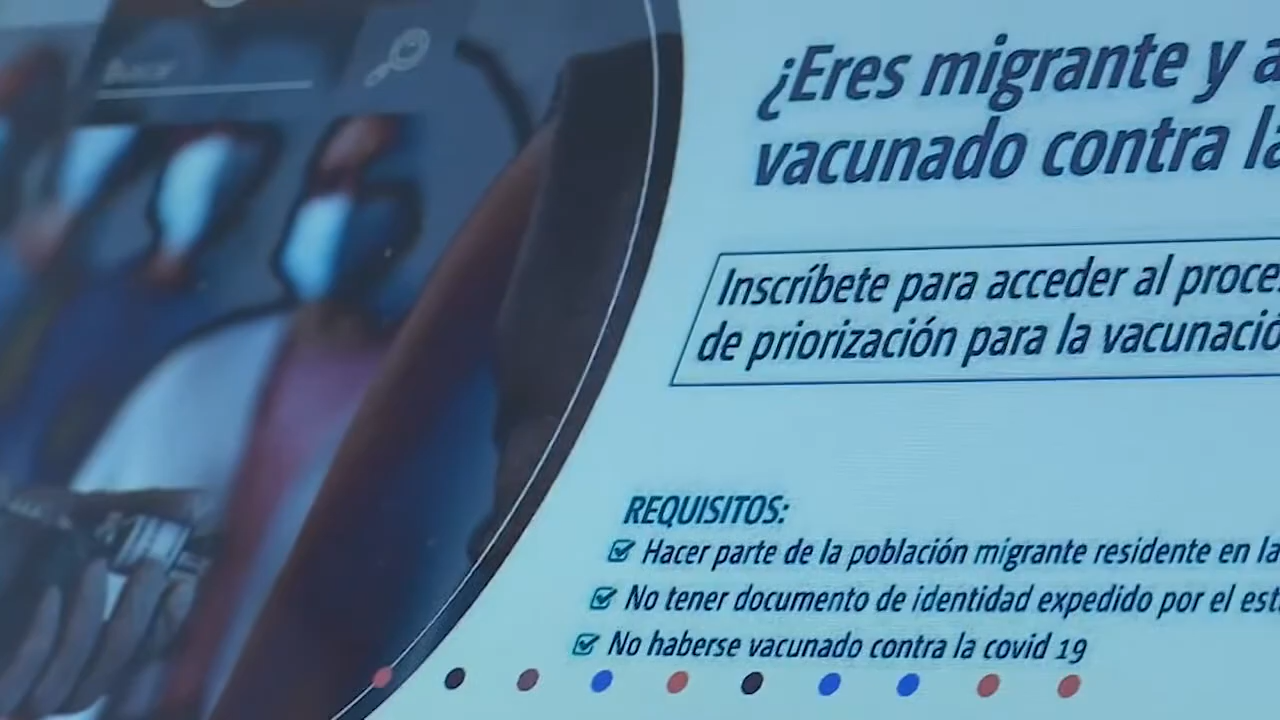 Buscar
¿Eres migrante y a
vacunado contra la
Inscríbete para acceder al proce
de priorización para la vacunació
REQUISITOS:
Hacer parte de la población migrante residente en la
No tener documento de identidad expedido por el est
No haberse vacunado contra la covid 19